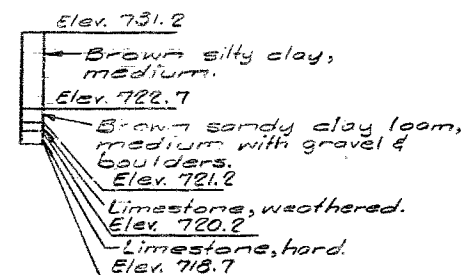 Elev. 731.2
Brown silty clay,
medium.
Elev. 722.7
Brown sandy clay loam,
medium with gravel &
boulders.
Elev. 721.2
Limestone, weathered.
Elev. 720.2
Limestone, hard.
Elev. 718.7